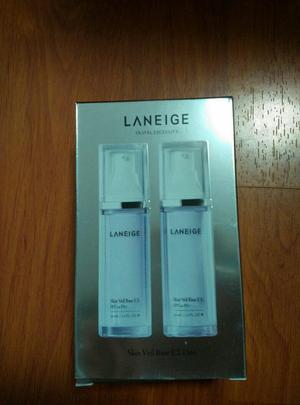 LANEIGE
TRAVEL EXCLUSIVE
LANEIGE
Skin Veil Base EX
LANEIGE
Skin Veil Base EX
Skin Veil Base EX Duo